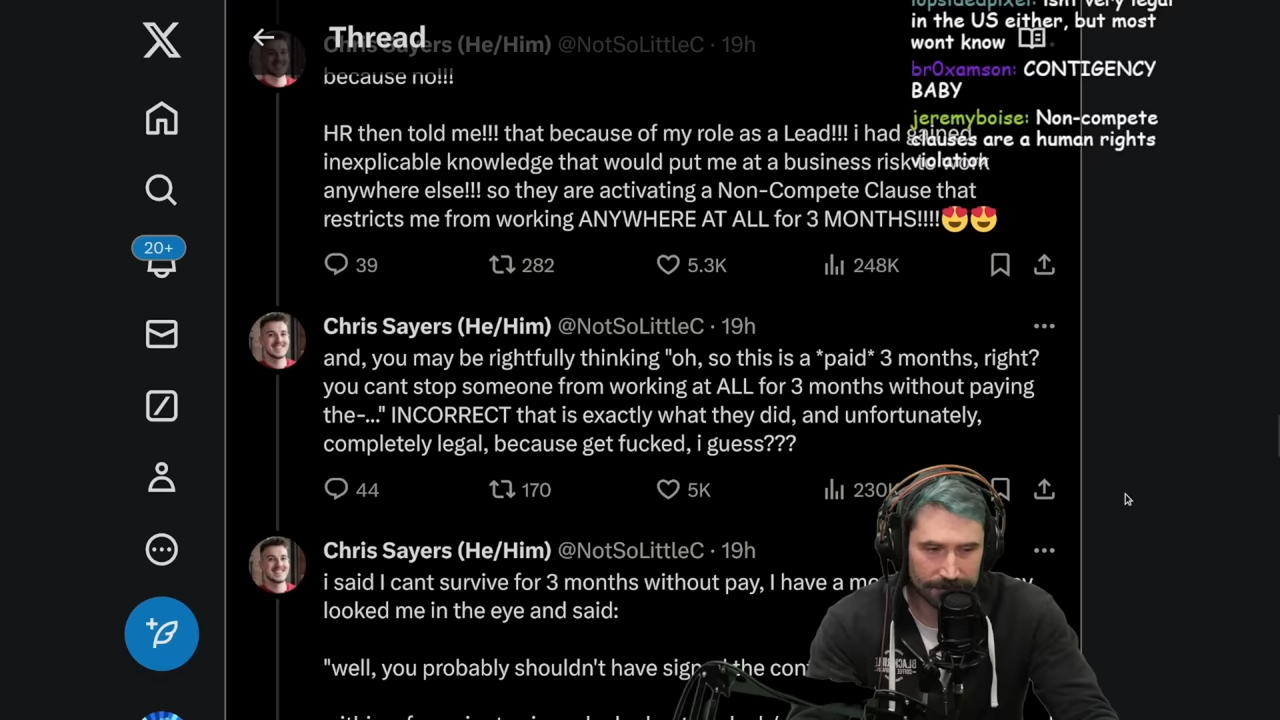 Thread
Chris Sayers (He/Him) @NotSoLittleC · 19h
because no!!!
HR then told me!!! that because of my role as a Lead!!! i had gained
inexplicable knowledge that would put me at a business risk to work
anywhere else!!! so they are activating a Non-Compete Clause that
restricts me from working ANYWHERE AT ALL for 3 MONTHS!!!!😍😍
39 282 5.3K 248K
20+
Chris Sayers (He/Him) @NotSoLittleC · 19h
and, you may be rightfully thinking "oh, so this is a *paid* 3 months, right?
you cant stop someone from working at ALL for 3 months without paying
the-..." INCORRECT that is exactly what they did, and unfortunately,
completely legal, because get fucked, i guess???
44 170 5K 230K
Chris Sayers (He/Him) @NotSoLittleC · 19h
i said I cant survive for 3 months without pay, I have a
looked me in the eye and said:
"well, you probably shouldn't have signed the
lopsidedpixel: isnt very legal
in the US either, but most
wont know
br0xamson: CONTIGENCY
BABY
jeremyboise: Non-compete
clauses are a human rights
violation